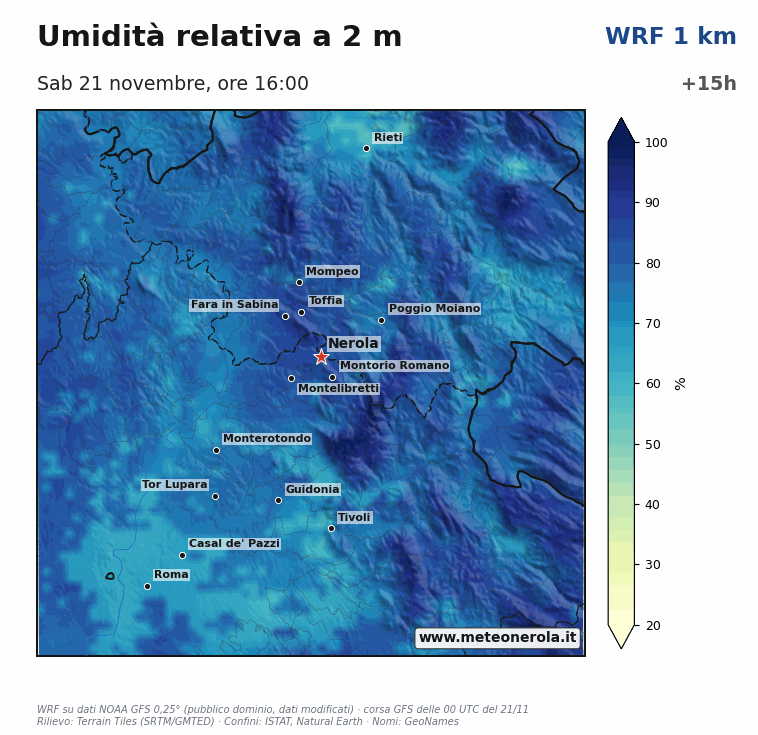 Umidità relativa a 2 m
WRF 1 km
Sab 21 novembre, ore 16:00
+15h
Rieti
Mompeo
Toffia
Fara in Sabina
Poggio Moiano
Nerola
Montorio Romano
Montelibretti
Monterotondo
Tor Lupara
Guidonia
Tivoli
Casal de' Pazzi
Roma
www.meteonerola.it
100
90
80
70
60
50
40
30
20
%
WRF su dati NOAA GFS 0,25° (pubblico dominio, dati modificati) · corsa GFS delle 00 UTC del 21/11
Rilievo: Terrain Tiles (SRTM/GMTED) · Confini: ISTAT, Natural Earth · Nomi: GeoNames